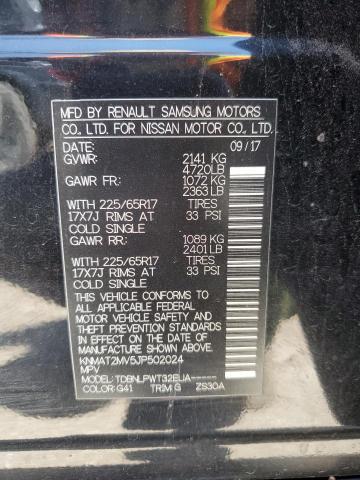 MFD BY RENAULT SAMSUNG MOTORS
CO., LTD. FOR NISSAN MOTOR CO., LTD.
DATE: 09/17
GVWR: 2141 KG
4720LB
GAWR FR: 1072 KG
2363LB
WITH 225/65R17 TIRES
17X7J RIMS AT 33 PSI
COLD SINGLE
GAWR RR: 1089 KG
2401LB
WITH 225/65R17 TIRES
17X7J RIMS AT 33 PSI
COLD SINGLE
THIS VEHICLE CONFORMS TO
ALL APPLICABLE FEDERAL
MOTOR VEHICLE SAFETY,
BUMPER, AND THEFT
PREVENTION STANDARDS IN
EFFECT ON THE DATE OF
MANUFACTURE SHOWN ABOVE.
KNMAT2MV5JP502024
MPV
MODEL: TDBNLPWT32EUA-----
COLOR: G41 TRIM: G ZS30A